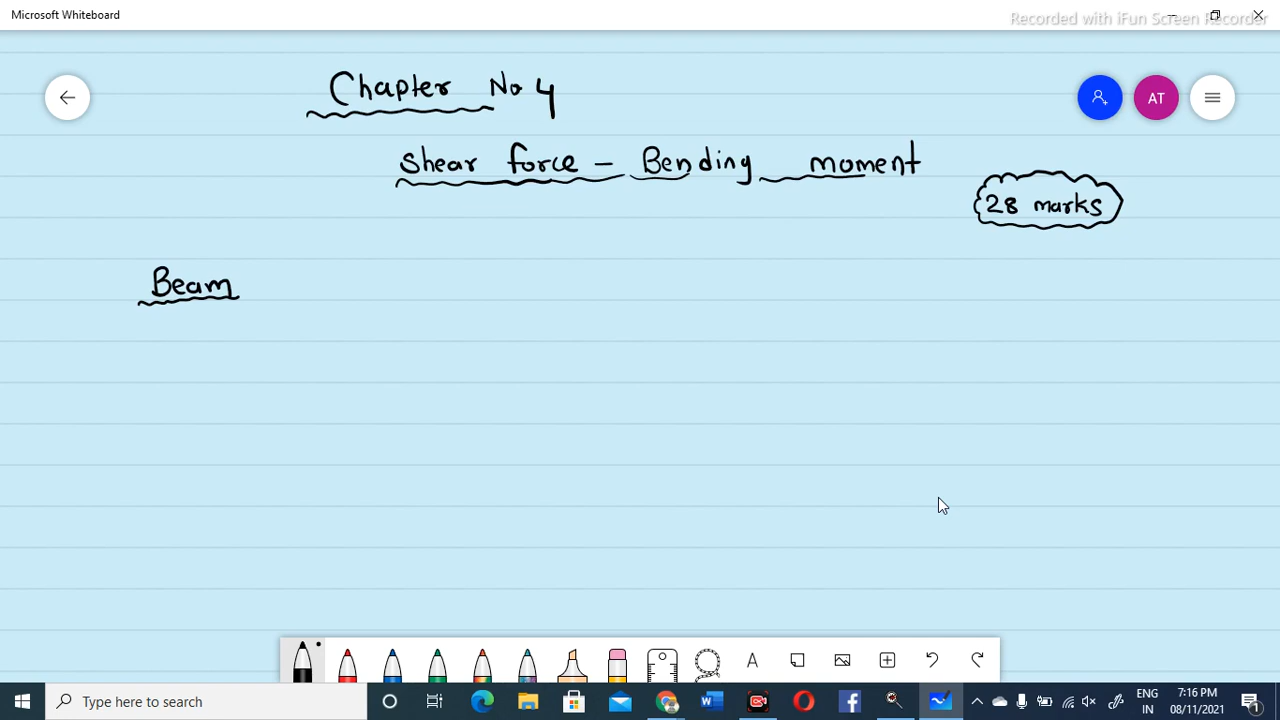 Microsoft Whiteboard
Recorded with iFun Screen Recorder
Chapter No 4
AT
Shear force - Bending moment
28 marks
Beam
A
Type here to search
W
ENG
IN
7:16 PM
08/11/2021
1